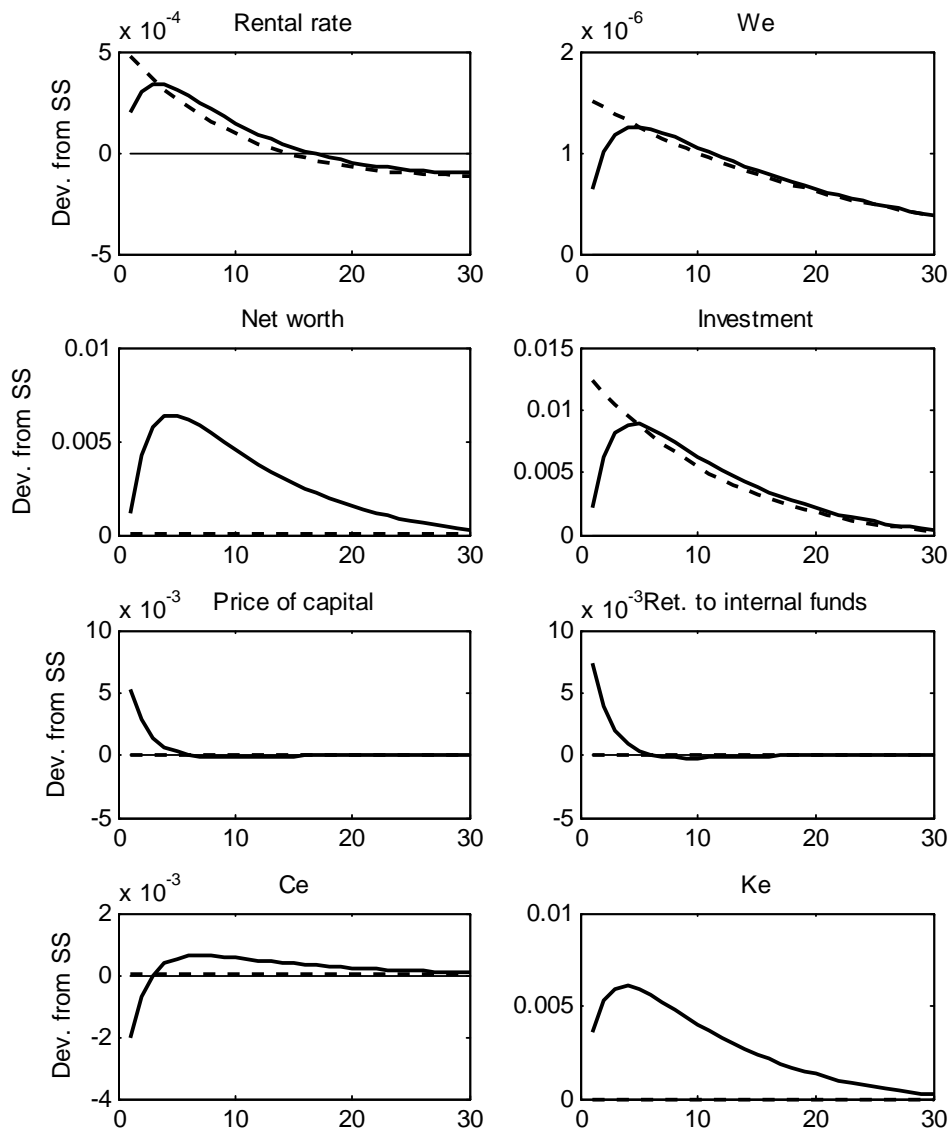 x 10-4
Rental rate
5
0
-5
Dev. from SS
0 10 20 30
x 10-6
We
2
1
0
0 10 20 30
Net worth
0.01
0.005
0
Dev. from SS
0 10 20 30
Investment
0.015
0.01
0.005
0
0 10 20 30
x 10-3
Price of capital
10
5
0
-5
Dev. from SS
0 10 20 30
x 10-3 Ret. to internal funds
10
5
0
-5
0 10 20 30
x 10-3
Ce
2
0
-2
-4
Dev. from SS
0 10 20 30
Ke
0.01
0.005
0
0 10 20 30